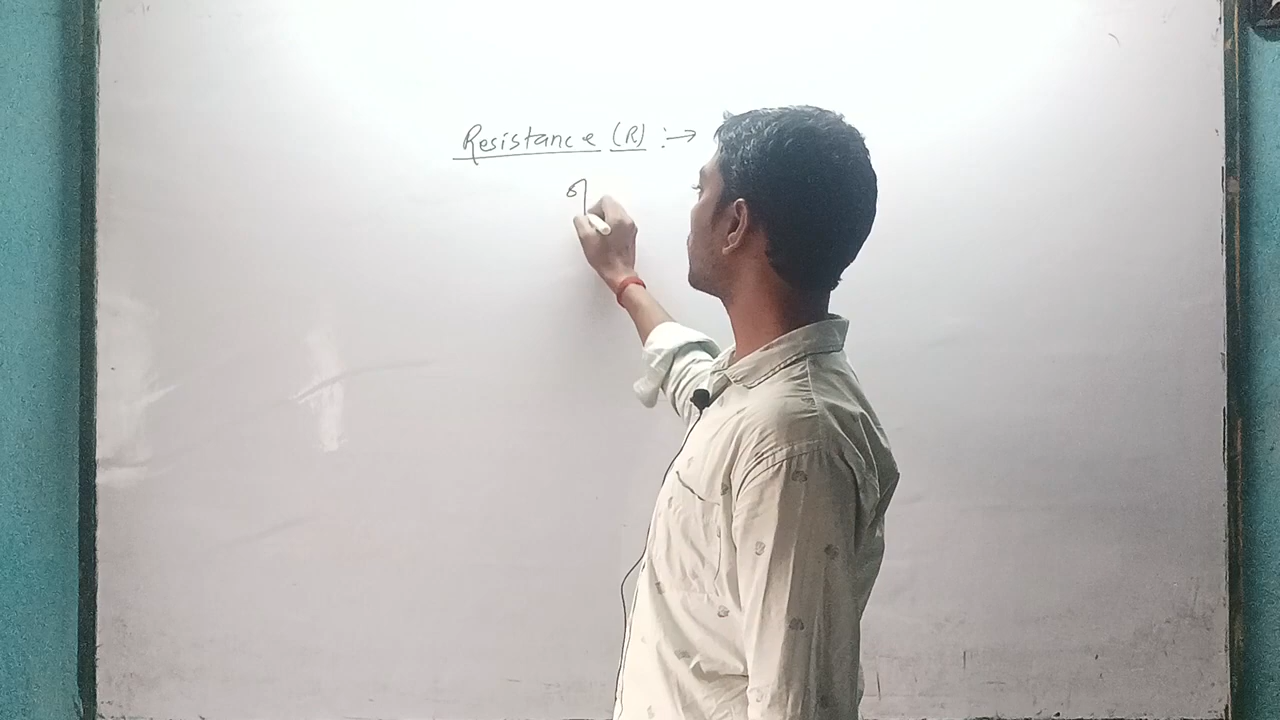 Resistance (R) :→